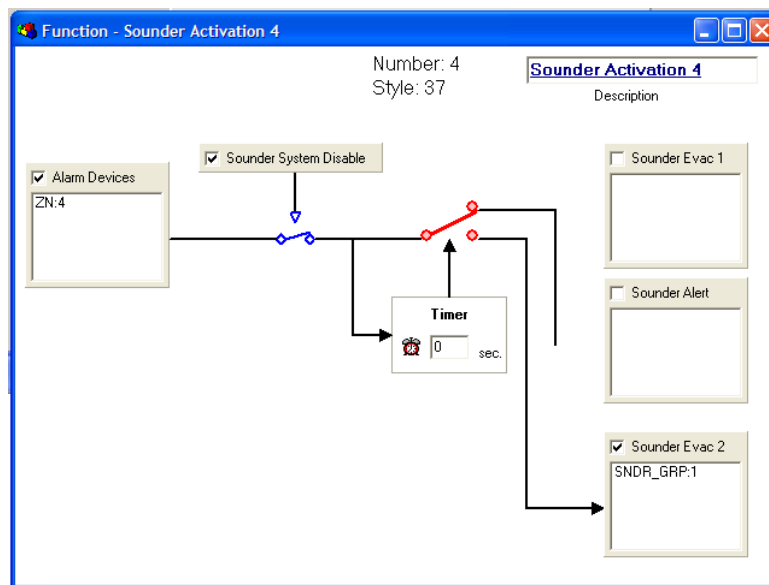 Function - Sounder Activation 4
Number: 4
Style: 37
Sounder Activation 4
Description
Sounder System Disable
Alarm Devices
ZN:4
Sounder Evac 1
Sounder Alert
Timer
0
sec.
Sounder Evac 2
SNDR_GRP:1